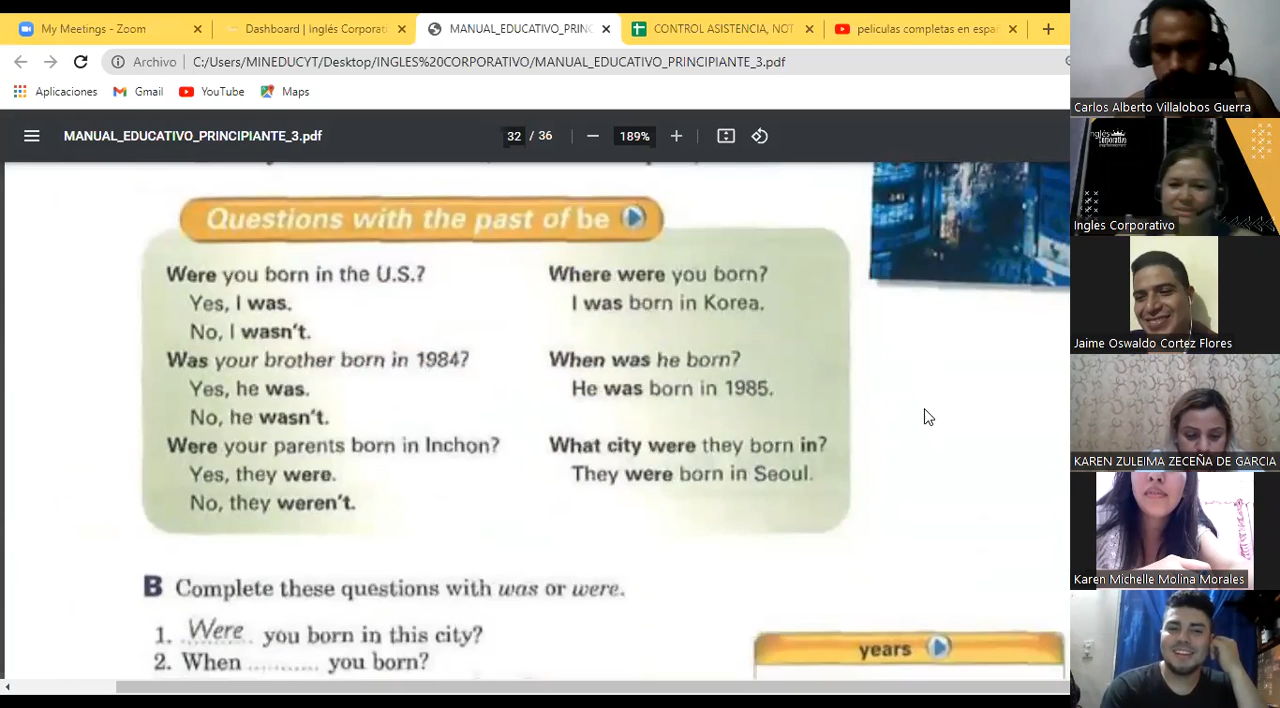 My Meetings - Zoom
Dashboard | Inglés Corporati
MANUAL_EDUCATIVO_PRINC
CONTROL ASISTENCIA, NOT
peliculas completas en españ
Archivo
C:/Users/MINEDUCYT/Desktop/INGLES%20CORPORATIVO/MANUAL_EDUCATIVO_PRINCIPIANTE_3.pdf
Aplicaciones
Gmail
YouTube
Maps
MANUAL_EDUCATIVO_PRINCIPIANTE_3.pdf
32 / 36
189%
Questions with the past of be
Were you born in the U.S.?
Yes, I was.
No, I wasn't.
Was your brother born in 1984?
Yes, he was.
No, he wasn't.
Were your parents born in Inchon?
Yes, they were.
No, they weren't.
Where were you born?
I was born in Korea.
When was he born?
He was born in 1985.
What city were they born in?
They were born in Seoul.
B Complete these questions with was or were.
1. Were you born in this city?
2. When .......... you born?
years
Carlos Alberto Villalobos Guerra
Inglés Corporativo
Ingles Corporativo
Jaime Oswaldo Cortez Flores
KAREN ZULEIMA ZECEÑA DE GARCIA
Karen Michelle Molina Morales